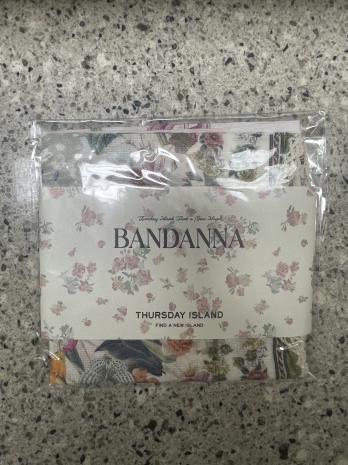 BANDANNA
THURSDAY ISLAND
FIND A NEW ISLAND